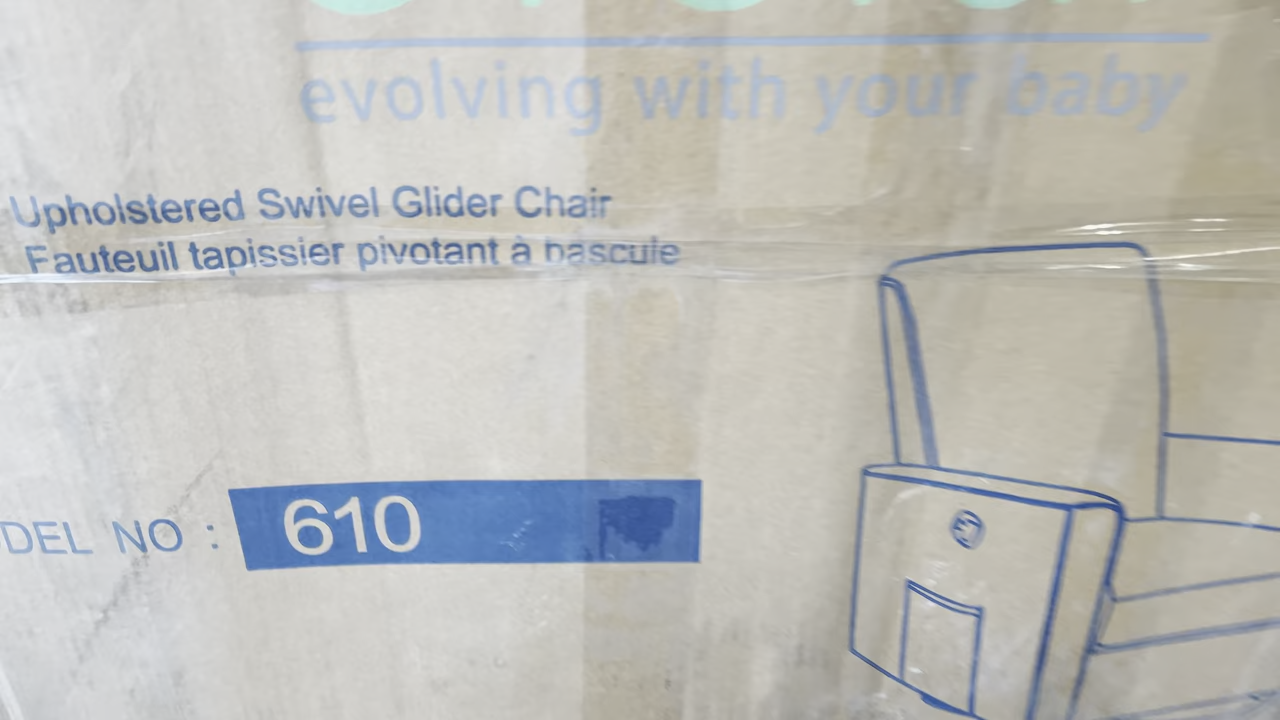 evolving with your baby
Upholstered Swivel Glider Chair
Fauteuil tapissier pivotant à bascule
DEL NO : 610